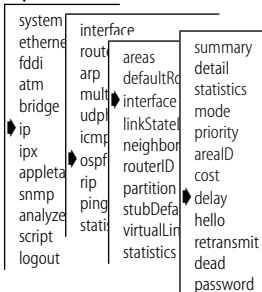 system
etherne
fddi
atm
bridge
ip
ipx
appleta
snmp
analyze
script
logout
interface
route
arp
mult
udph
icmp
ospf
rip
ping
statis
areas
defaultRo
interface
linkStateI
neighbor
routerID
partition
stubDefa
virtualLin
statistics
summary
detail
statistics
mode
priority
areaID
cost
delay
hello
retransmit
dead
password